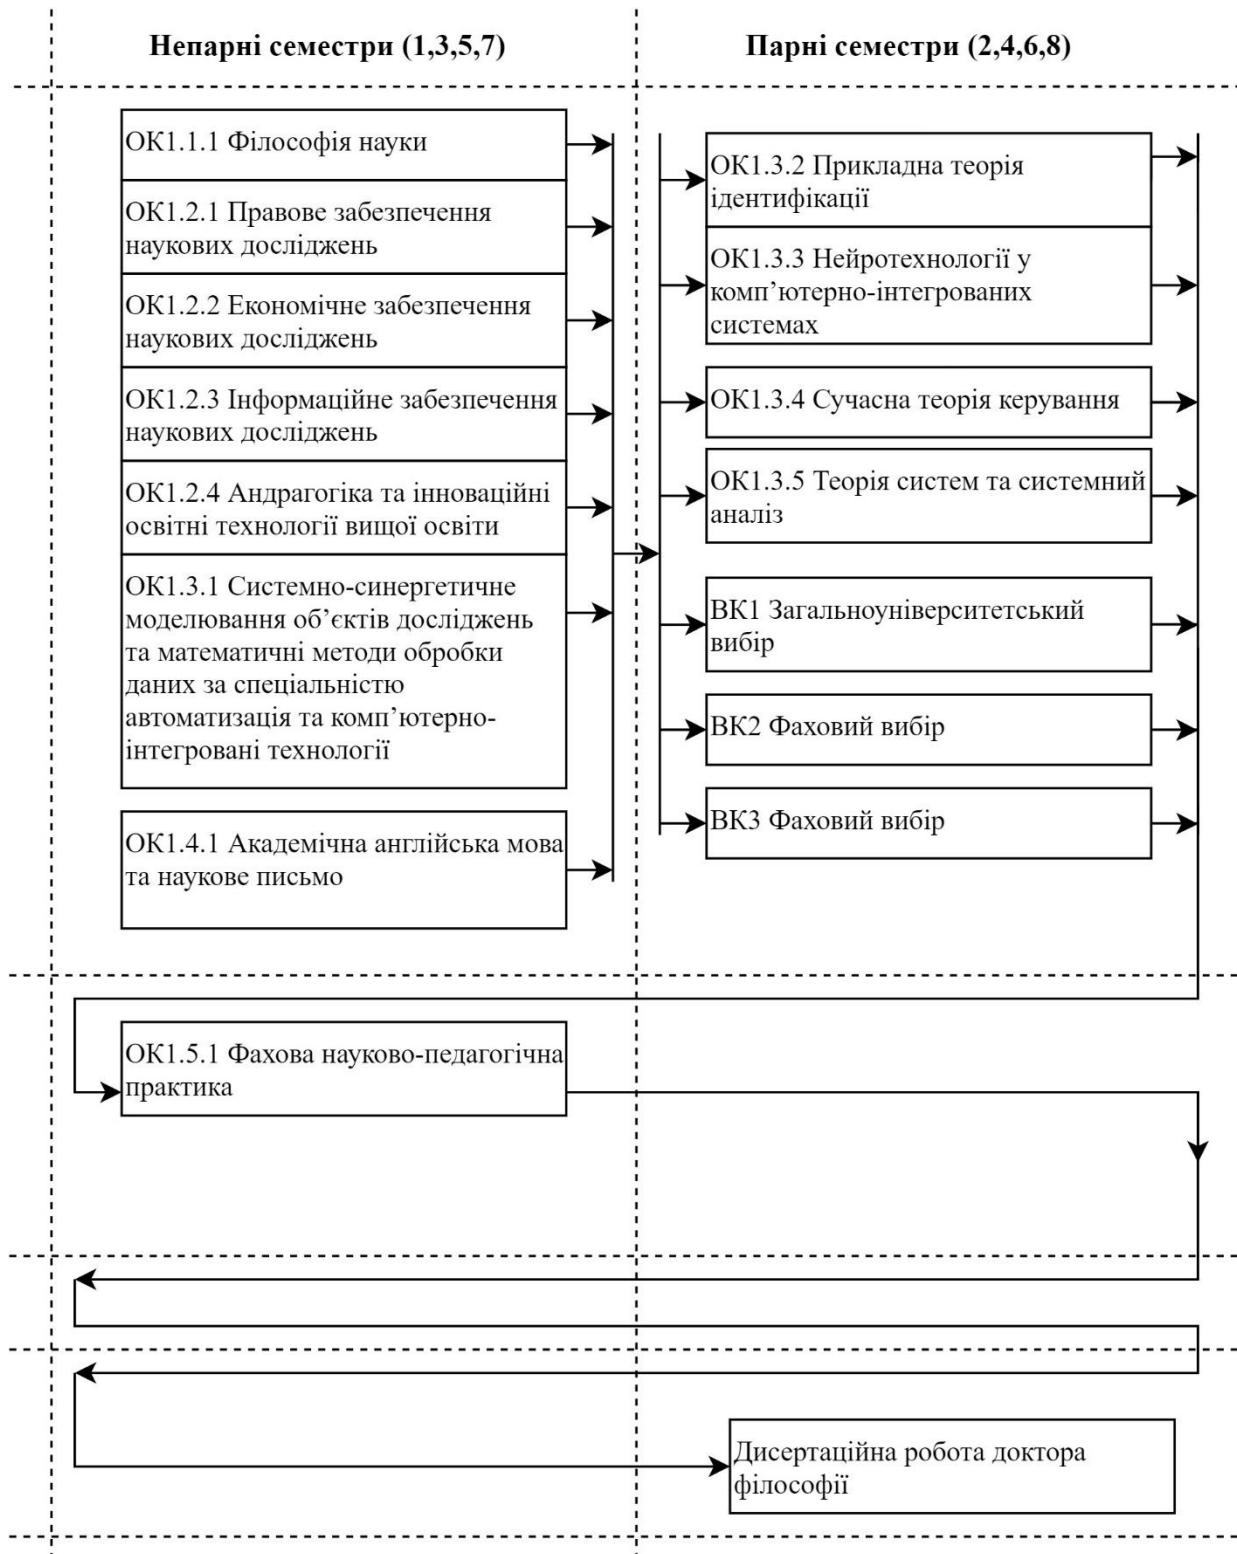 Непарні семестри (1,3,5,7)
Парні семестри (2,4,6,8)
ОК1.1.1 Філософія науки
ОК1.2.1 Правове забезпечення
наукових досліджень
ОК1.2.2 Економічне забезпечення
наукових досліджень
ОК1.2.3 Інформаційне забезпечення
наукових досліджень
ОК1.2.4 Андрагогіка та інноваційні
освітні технології вищої освіти
ОК1.3.1 Системно-синергетичне
моделювання об’єктів досліджень
та математичні методи обробки
даних за спеціальністю
автоматизація та комп’ютерно-
інтегровані технології
ОК1.4.1 Академічна англійська мова
та наукове письмо
ОК1.3.2 Прикладна теорія
ідентифікації
ОК1.3.3 Нейротехнології у
комп’ютерно-інтегрованих
системах
ОК1.3.4 Сучасна теорія керування
ОК1.3.5 Теорія систем та системний
аналіз
ВК1 Загальноуніверситетський
вибір
ВК2 Фаховий вибір
ВК3 Фаховий вибір
ОК1.5.1 Фахова науково-педагогічна
практика
Дисертаційна робота доктора
філософії